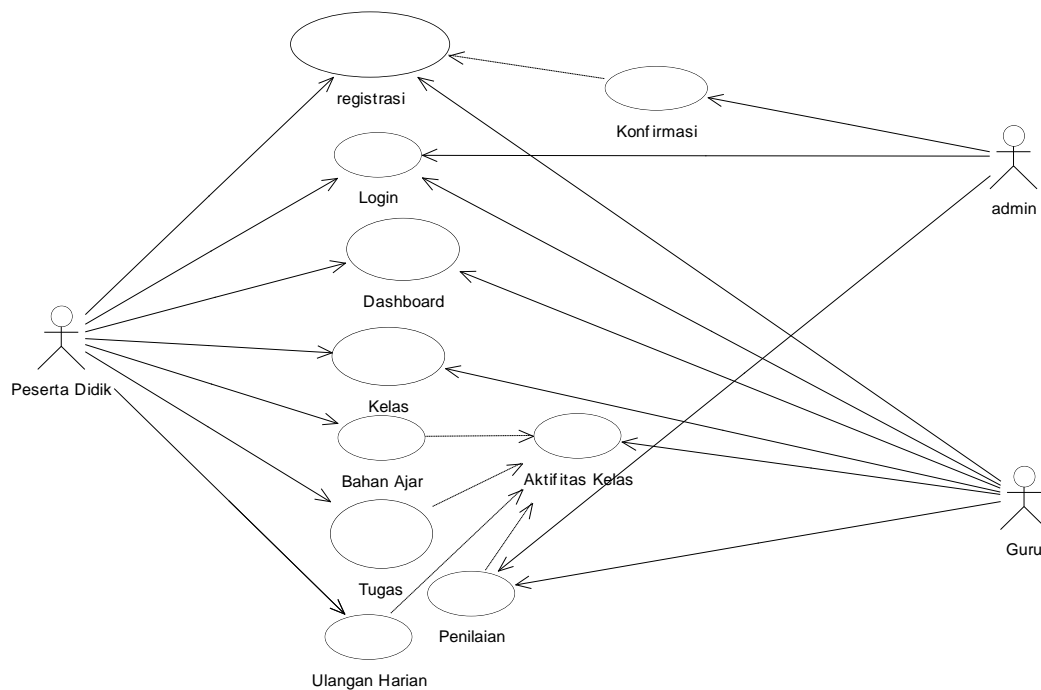 registrasi
Konfirmasi
Login
admin
Dashboard
Peserta Didik
Kelas
Bahan Ajar
Aktifitas Kelas
Guru
Tugas
Penilaian
Ulangan Harian